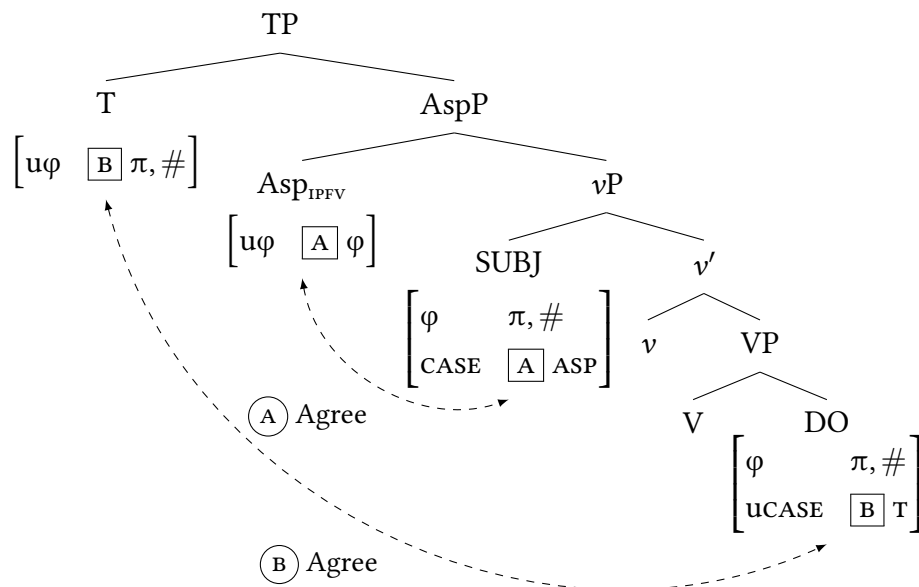 TP
T AspP
[uφ B π, #]
Asp_IPFV vP
[uφ A φ]
SUBJ v′
[φ π, #
CASE A ASP]
v VP
A Agree
V DO
[φ π, #
uCASE B T]
B Agree